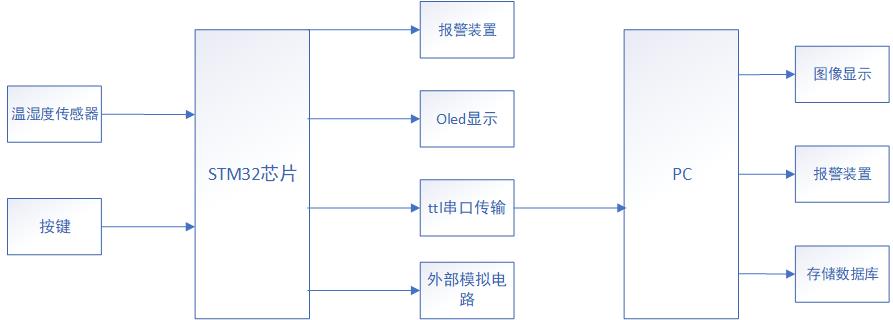 温湿度传感器
按键
STM32芯片
报警装置
Oled显示
ttl串口传输
外部模拟电
路
PC
图像显示
报警装置
存储数据库